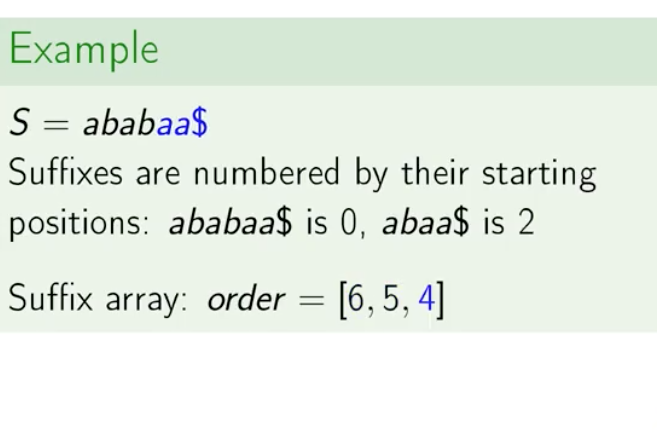 Example
S = ababaa$
Suffixes are numbered by their starting
positions: ababaa$ is 0, abaa$ is 2
Suffix array: order = [6, 5, 4]